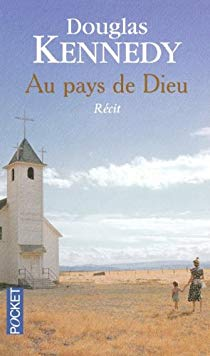 Douglas
KENNEDY
Au pays de Dieu
Récit
POCKET